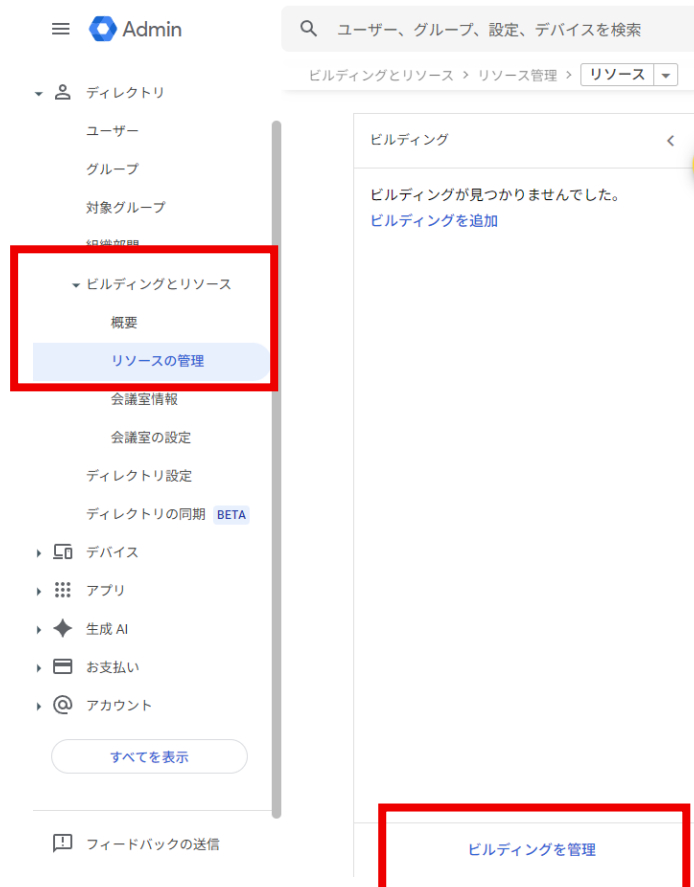 Admin
ユーザー、グループ、設定、デバイスを検索
ビルディングとリソース > リソース管理 > リソース
ディレクトリ
ユーザー
グループ
対象グループ
組織部門
ビルディングとリソース
概要
リソースの管理
会議室情報
会議室の設定
ディレクトリ設定
ディレクトリの同期 BETA
デバイス
アプリ
生成 AI
お支払い
アカウント
すべてを表示
フィードバックの送信
ビルディング
ビルディングが見つかりませんでした。
ビルディングを追加
ビルディングを管理